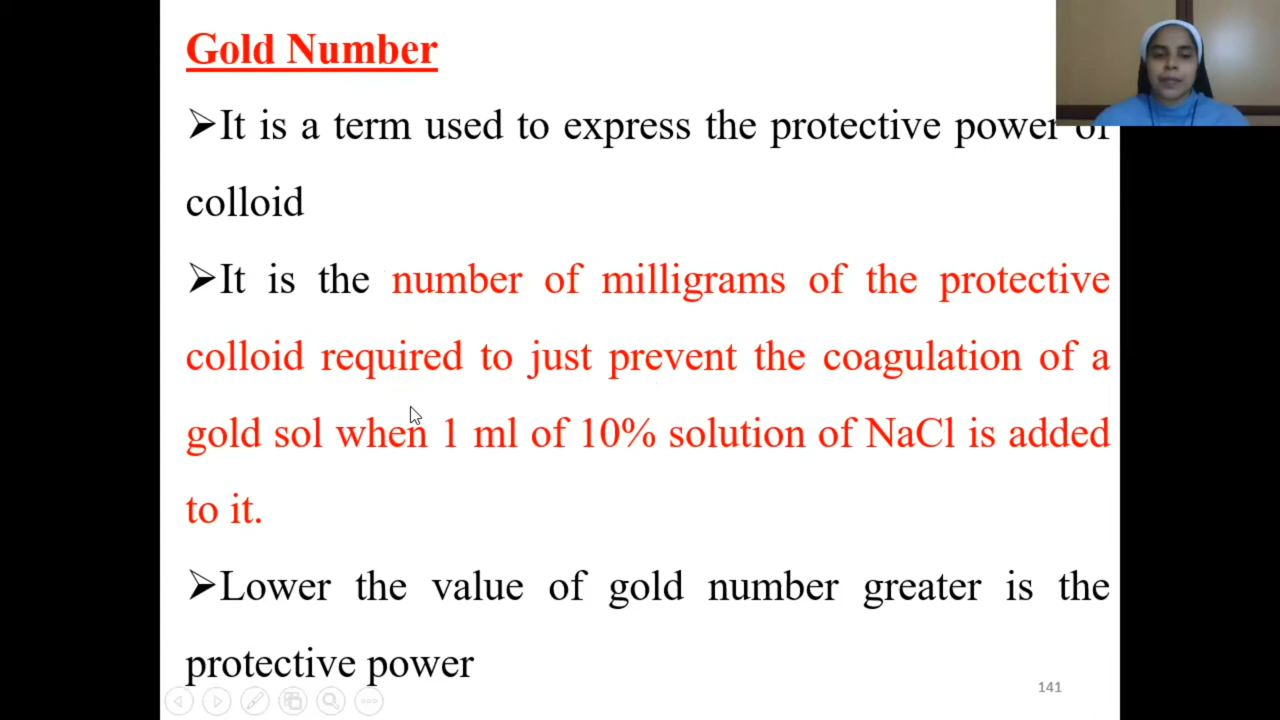 Gold Number
➢It is a term used to express the protective power of
colloid
➢It is the number of milligrams of the protective
colloid required to just prevent the coagulation of a
gold sol when 1 ml of 10% solution of NaCl is added
to it.
➢Lower the value of gold number greater is the
protective power
141